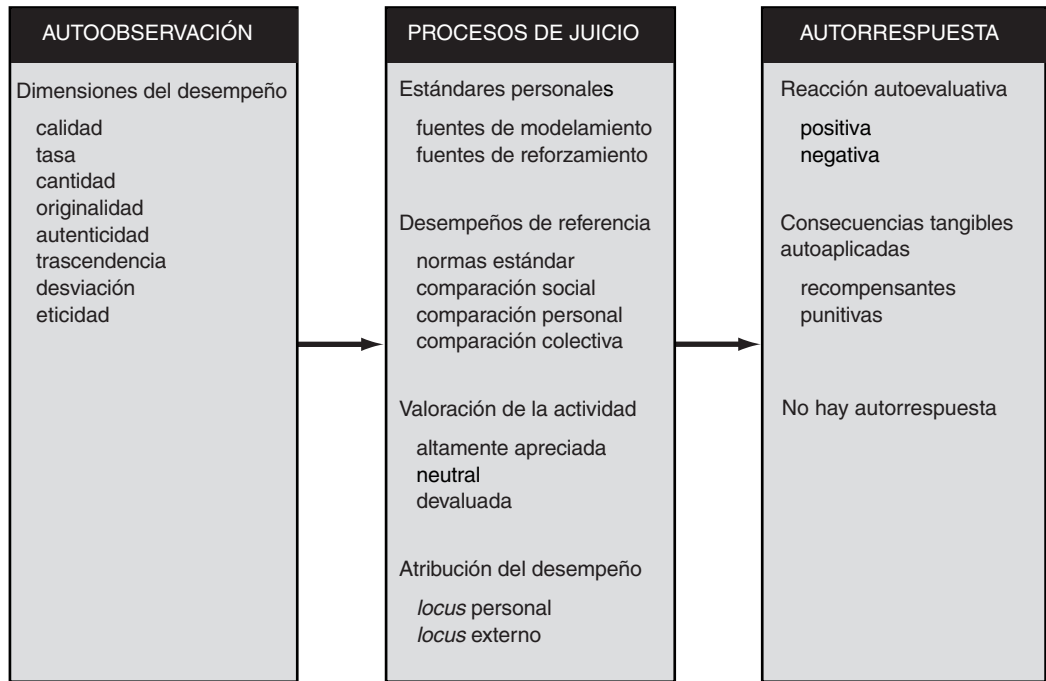 AUTOOBSERVACIÓN
Dimensiones del desempeño
calidad
tasa
cantidad
originalidad
autenticidad
trascendencia
desviación
eticidad
PROCESOS DE JUICIO
Estándares personales
fuentes de modelamiento
fuentes de reforzamiento
Desempeños de referencia
normas estándar
comparación social
comparación personal
comparación colectiva
Valoración de la actividad
altamente apreciada
neutral
devaluada
Atribución del desempeño
locus personal
locus externo
AUTORRESPUESTA
Reacción autoevaluativa
positiva
negativa
Consecuencias tangibles
autoaplicadas
recompensantes
punitivas
No hay autorrespuesta